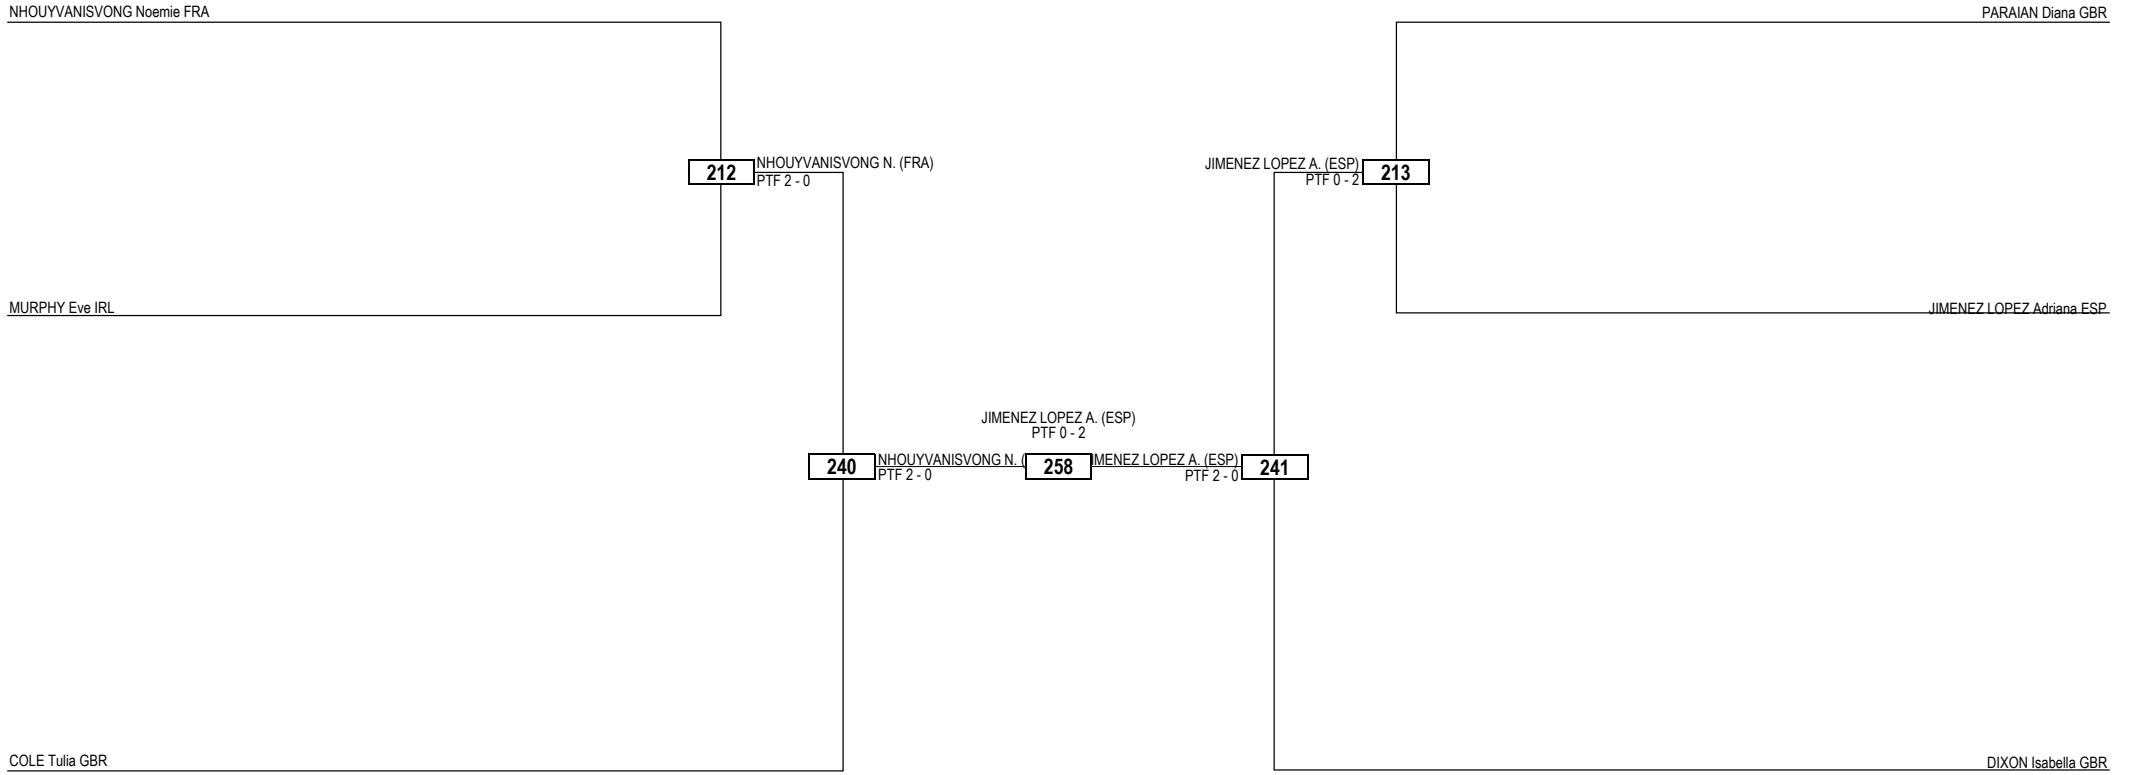 NHOUYVANISVONG Noemie FRA
PARAIAN Diana GBR
212
NHOUYVANISVONG N. (FRA)
PTF 2 - 0
JIMENEZ LOPEZ A. (ESP)
PTF 0 - 2
213
MURPHY Eve IRL
JIMENEZ LOPEZ Adriana ESP
JIMENEZ LOPEZ A. (ESP)
PTF 0 - 2
240
NHOUYVANISVONG N. (
PTF 2 - 0
258
IMENEZ LOPEZ A. (ESP)
PTF 2 - 0
241
COLE Tulia GBR
DIXON Isabella GBR